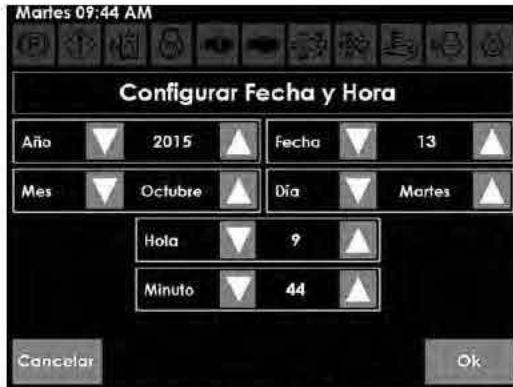 Martes 09:44 AM
Configurar Fecha y Hora
Año 2015 Fecha 13
Mes Octubre Día Martes
Hola 9
Minuto 44
Cancelar Ok